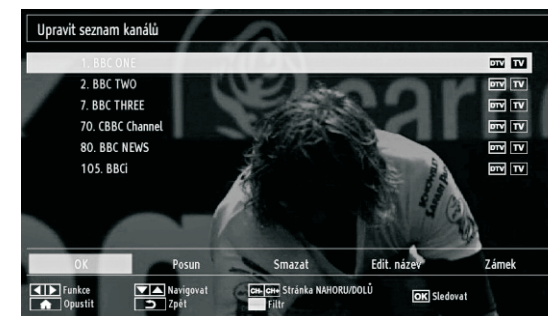 Upravit seznam kanálů
1. BBC ONE DTV TV
2. BBC TWO DTV TV
7. BBC THREE DTV TV
70. CBBC Channel DTV TV
80. BBC NEWS DTV TV
105. BBCi DTV TV
OK Posun Smazat Edit. název Zámek
Funkce Navigovat CH- CH+ Stránka NAHORU/DOLŮ OK Sledovat
Opustit Zpět Filtr